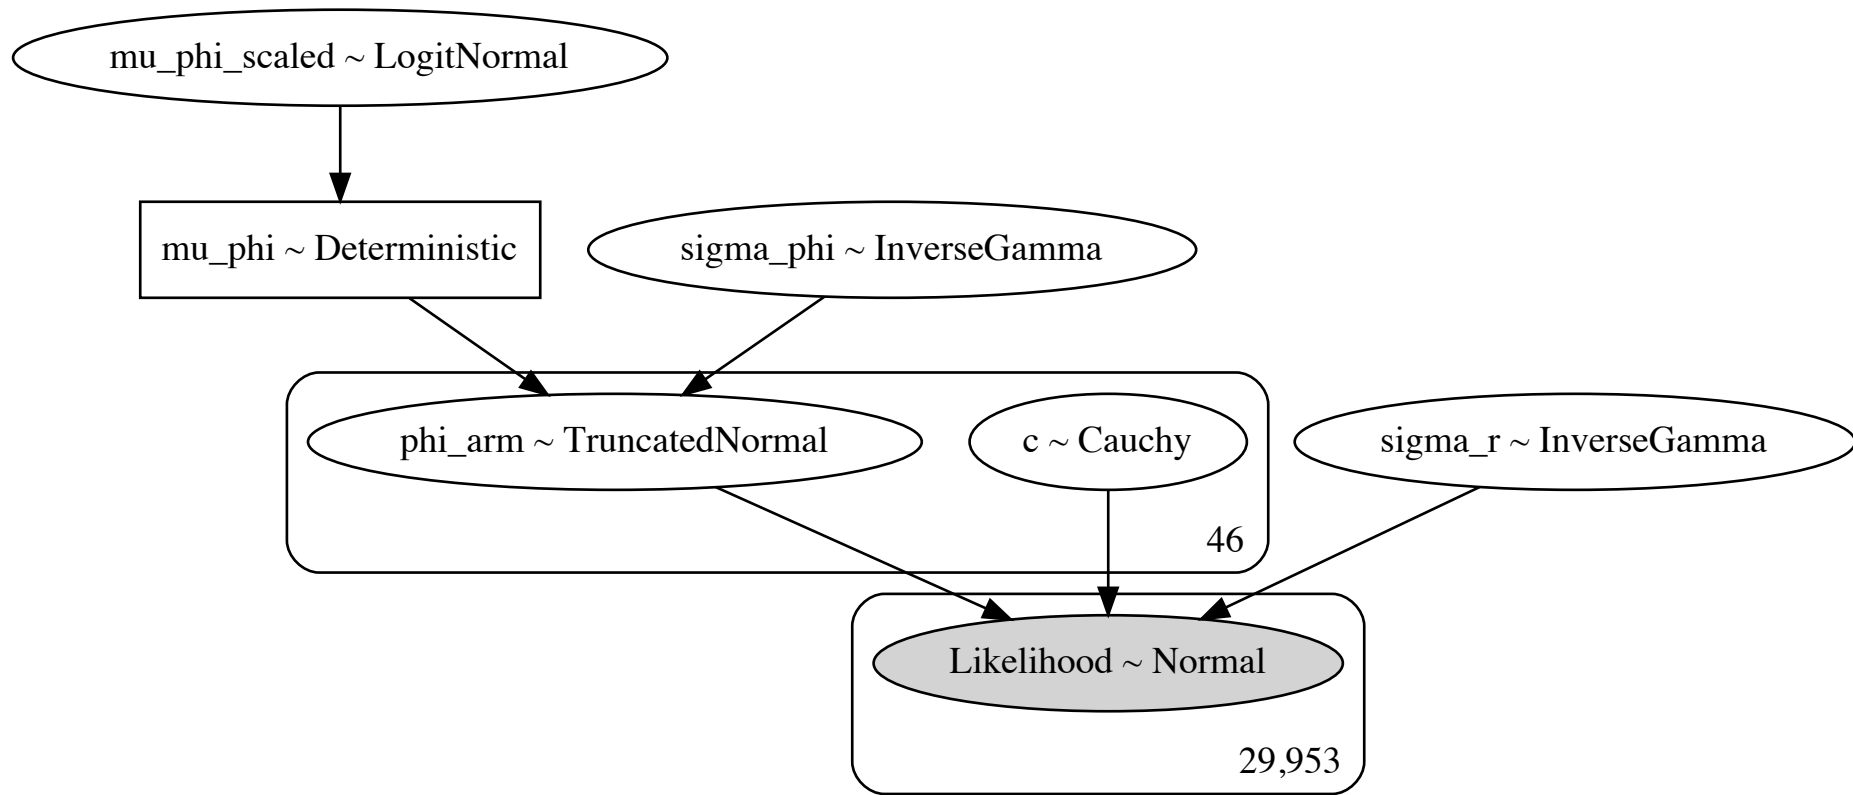 mu_phi_scaled ~ LogitNormal
mu_phi ~ Deterministic
sigma_phi ~ InverseGamma
phi_arm ~ TruncatedNormal
c ~ Cauchy
sigma_r ~ InverseGamma
46
Likelihood ~ Normal
29,953